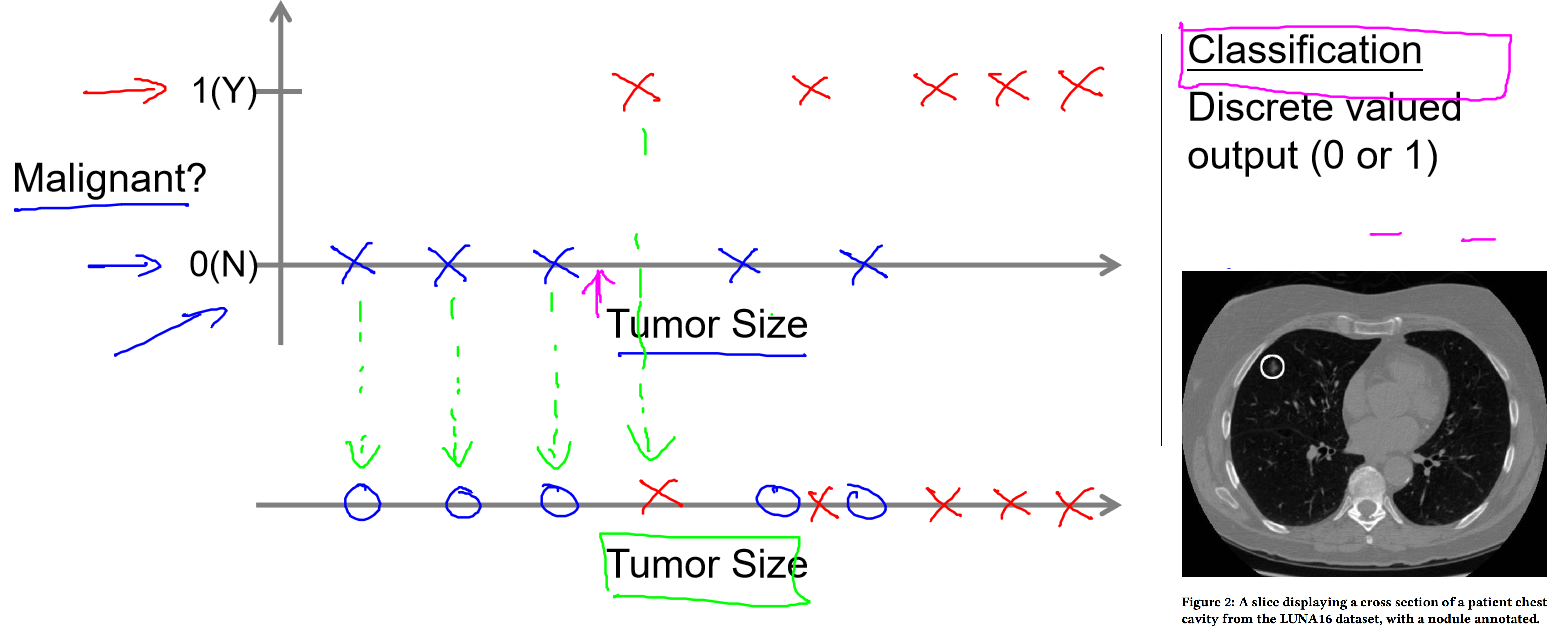 1(Y)
Malignant?
0(N)
Tumor Size
Tumor Size
Classification
Discrete valued
output (0 or 1)
Figure 2: A slice displaying a cross section of a patient chest
cavity from the LUNA16 dataset, with a nodule annotated.